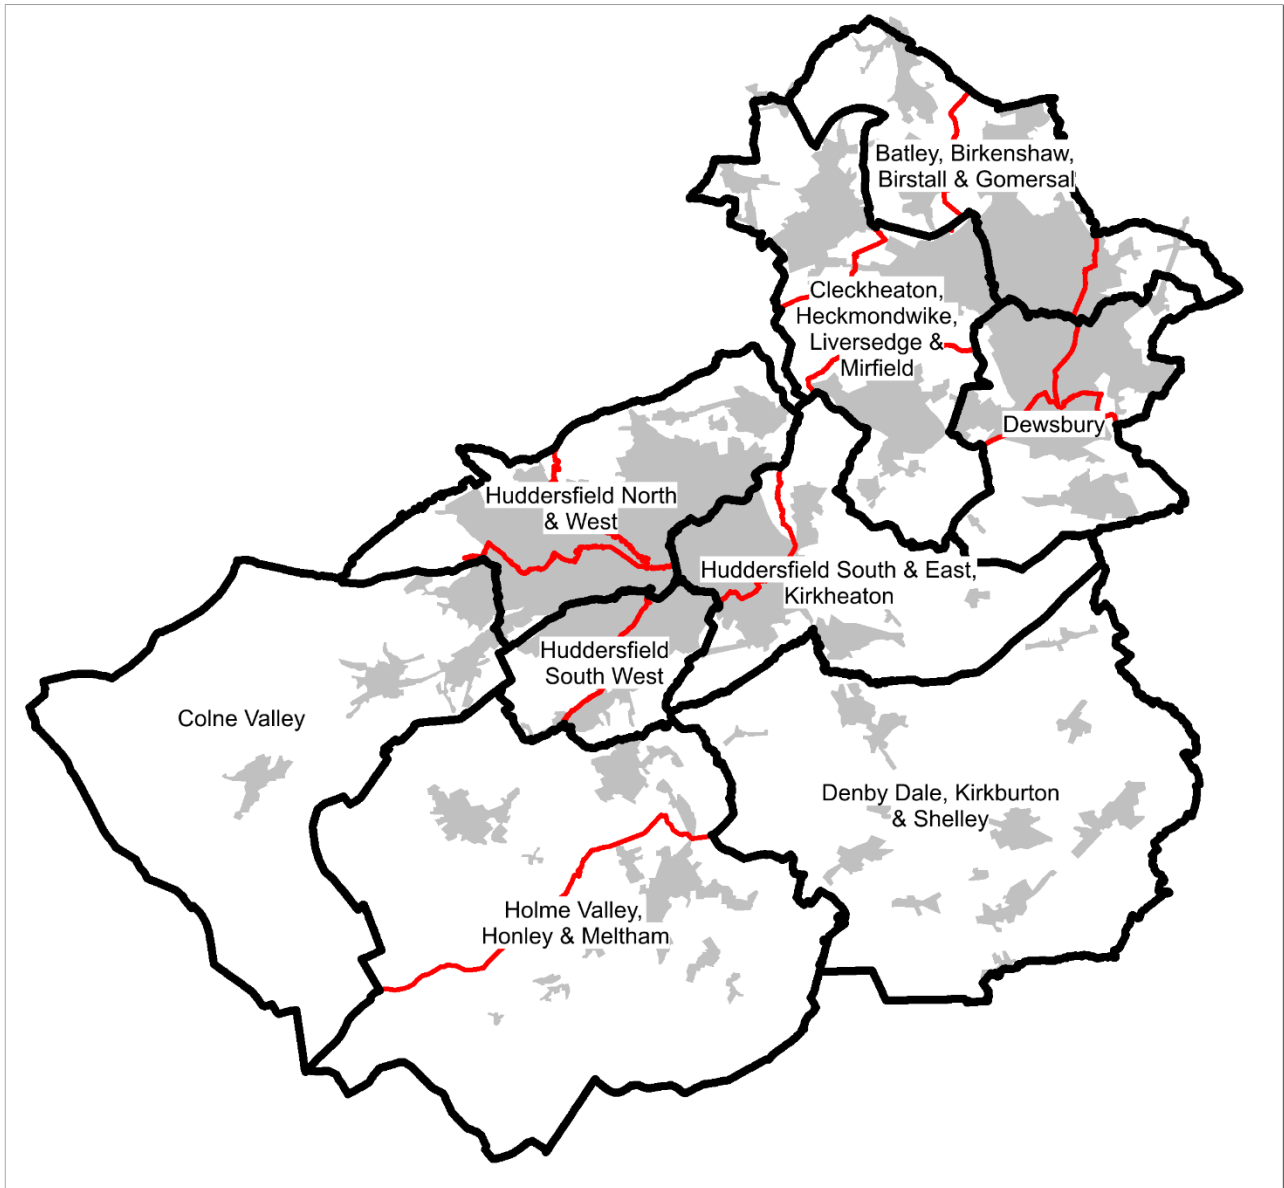 Batley, Birkenshaw,
Birstall & Gomersal
Cleckheaton,
Heckmondwike,
Liversedge &
Mirfield
Dewsbury
Huddersfield North
& West
Huddersfield South & East,
Kirkheaton
Huddersfield
South West
Colne Valley
Denby Dale, Kirkburton
& Shelley
Holme Valley,
Honley & Meltham